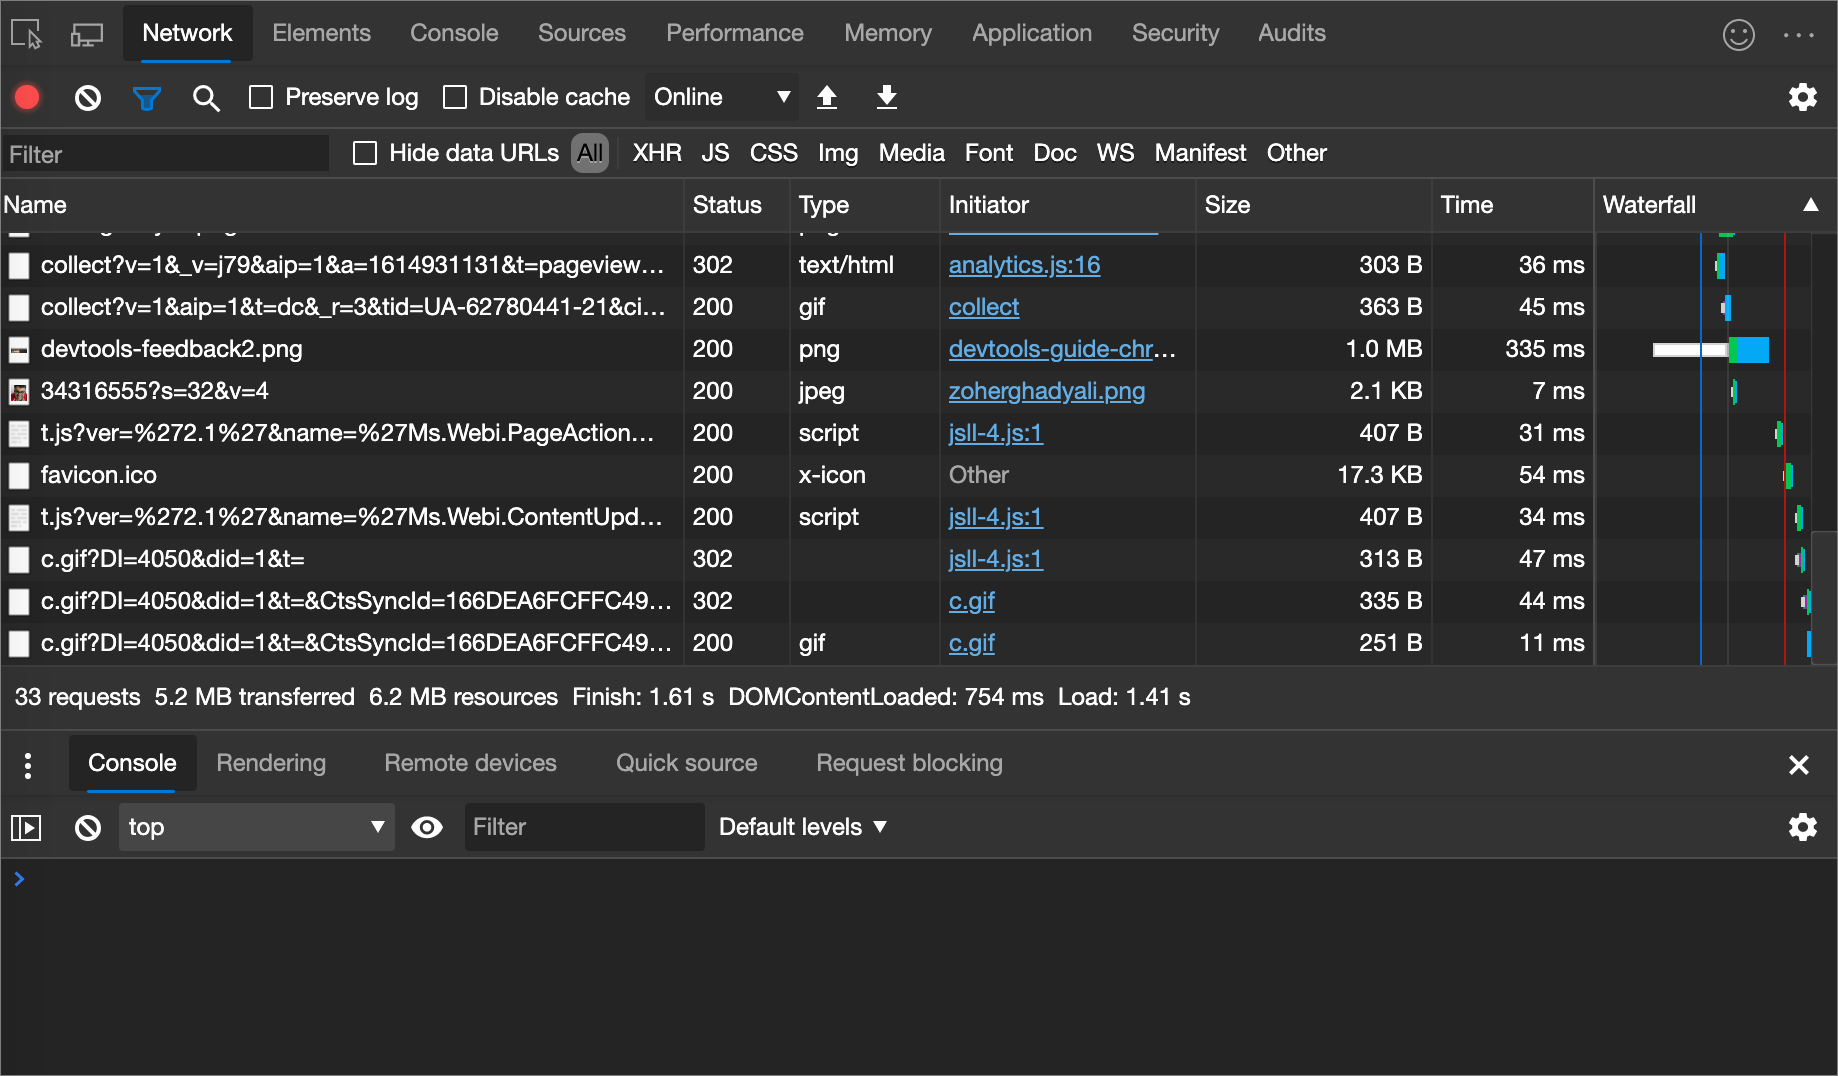 Network Elements Console Sources Performance Memory Application Security Audits
Preserve log Disable cache Online
Filter Hide data URLs All XHR JS CSS Img Media Font Doc WS Manifest Other
Name Status Type Initiator Size Time Waterfall
collect?v=1&_v=j79&aip=1&a=1614931131&t=pageview... 302 text/html analytics.js:16 303 B 36 ms
collect?v=1&aip=1&t=dc&_r=3&tid=UA-62780441-21&ci... 200 gif collect 363 B 45 ms
devtools-feedback2.png 200 png devtools-guide-chr... 1.0 MB 335 ms
34316555?s=32&v=4 200 jpeg zoherghadyali.png 2.1 KB 7 ms
t.js?ver=%272.1%27&name=%27Ms.Webi.PageAction... 200 script jsll-4.js:1 407 B 31 ms
favicon.ico 200 x-icon Other 17.3 KB 54 ms
t.js?ver=%272.1%27&name=%27Ms.Webi.ContentUpd... 200 script jsll-4.js:1 407 B 34 ms
c.gif?DI=4050&did=1&t= 302 jsll-4.js:1 313 B 47 ms
c.gif?DI=4050&did=1&t=&CtsSyncId=166DEA6FCFFC49... 302 c.gif 335 B 44 ms
c.gif?DI=4050&did=1&t=&CtsSyncId=166DEA6FCFFC49... 200 gif c.gif 251 B 11 ms
33 requests 5.2 MB transferred 6.2 MB resources Finish: 1.61 s DOMContentLoaded: 754 ms Load: 1.41 s
Console Rendering Remote devices Quick source Request blocking
top Filter Default levels